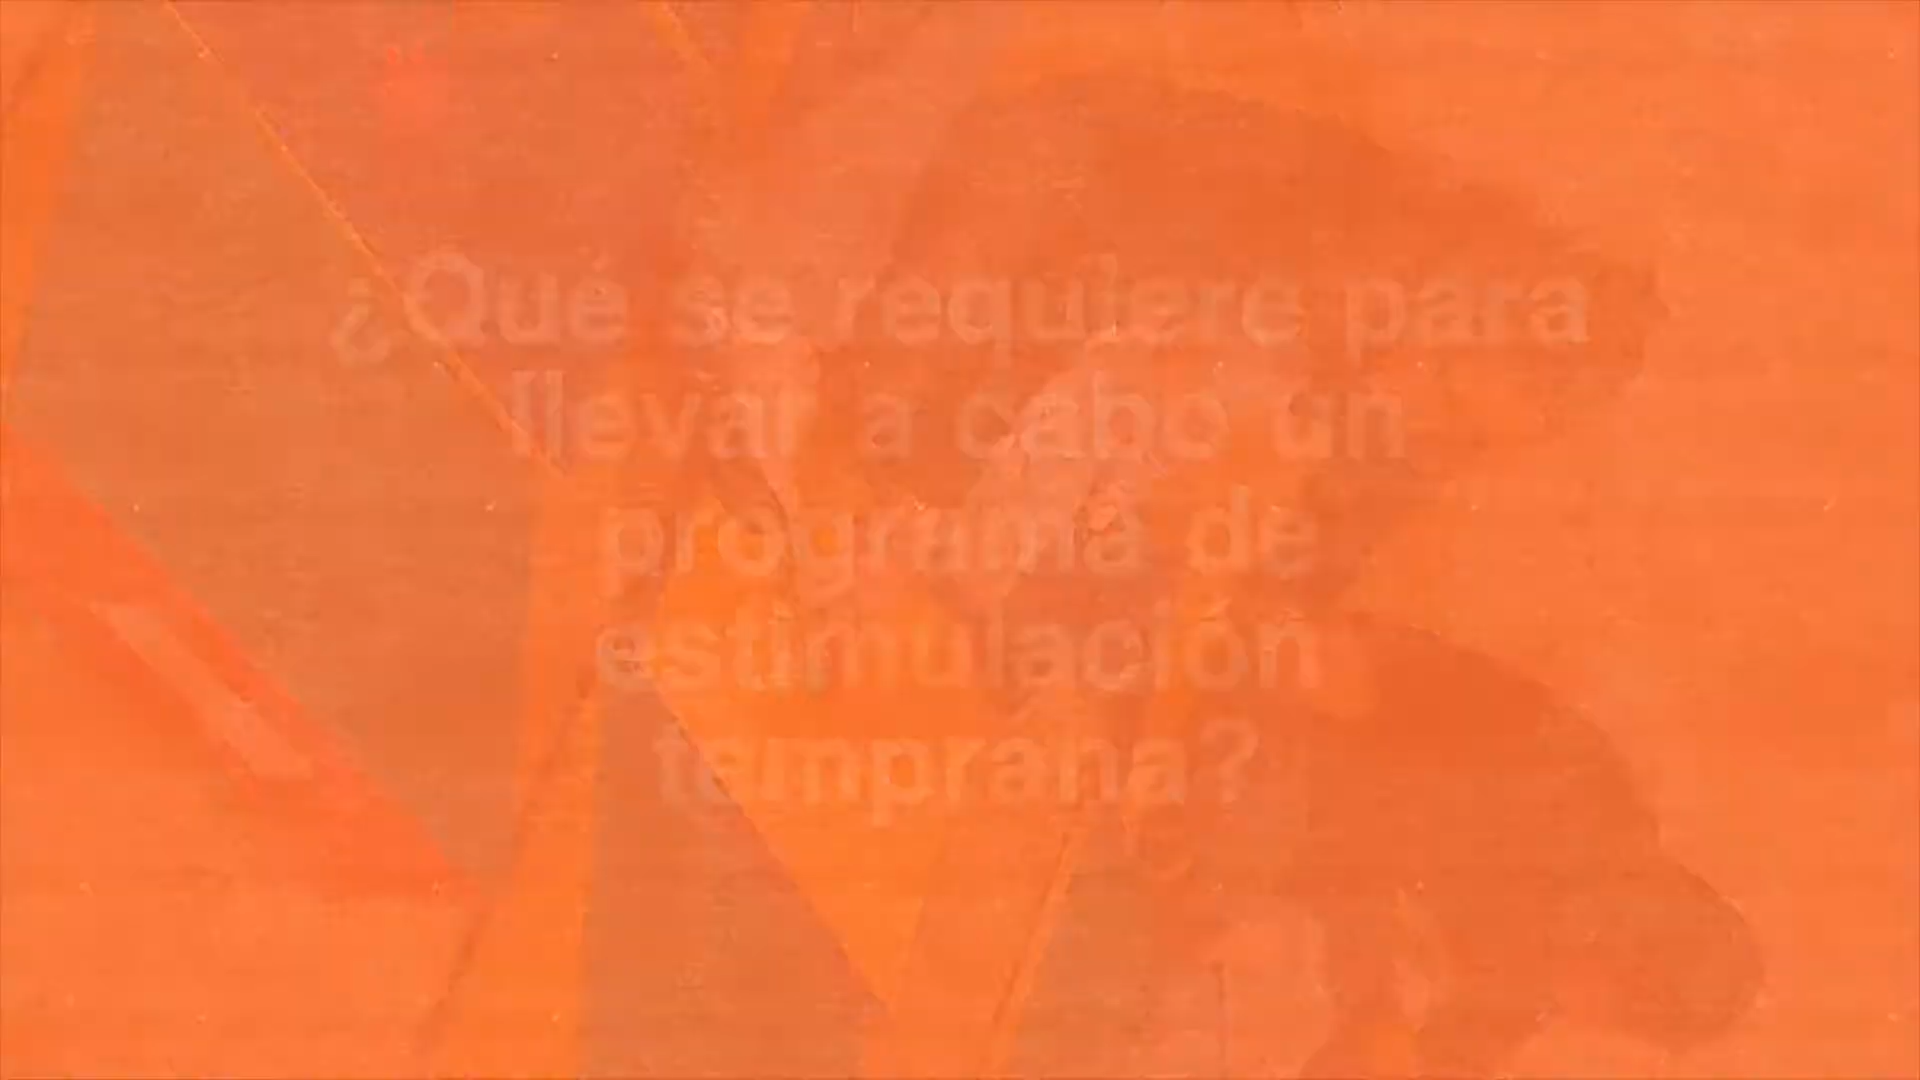 ¿Qué se requiere para
llevar a cabo un
programa de
estimulación
temprana?